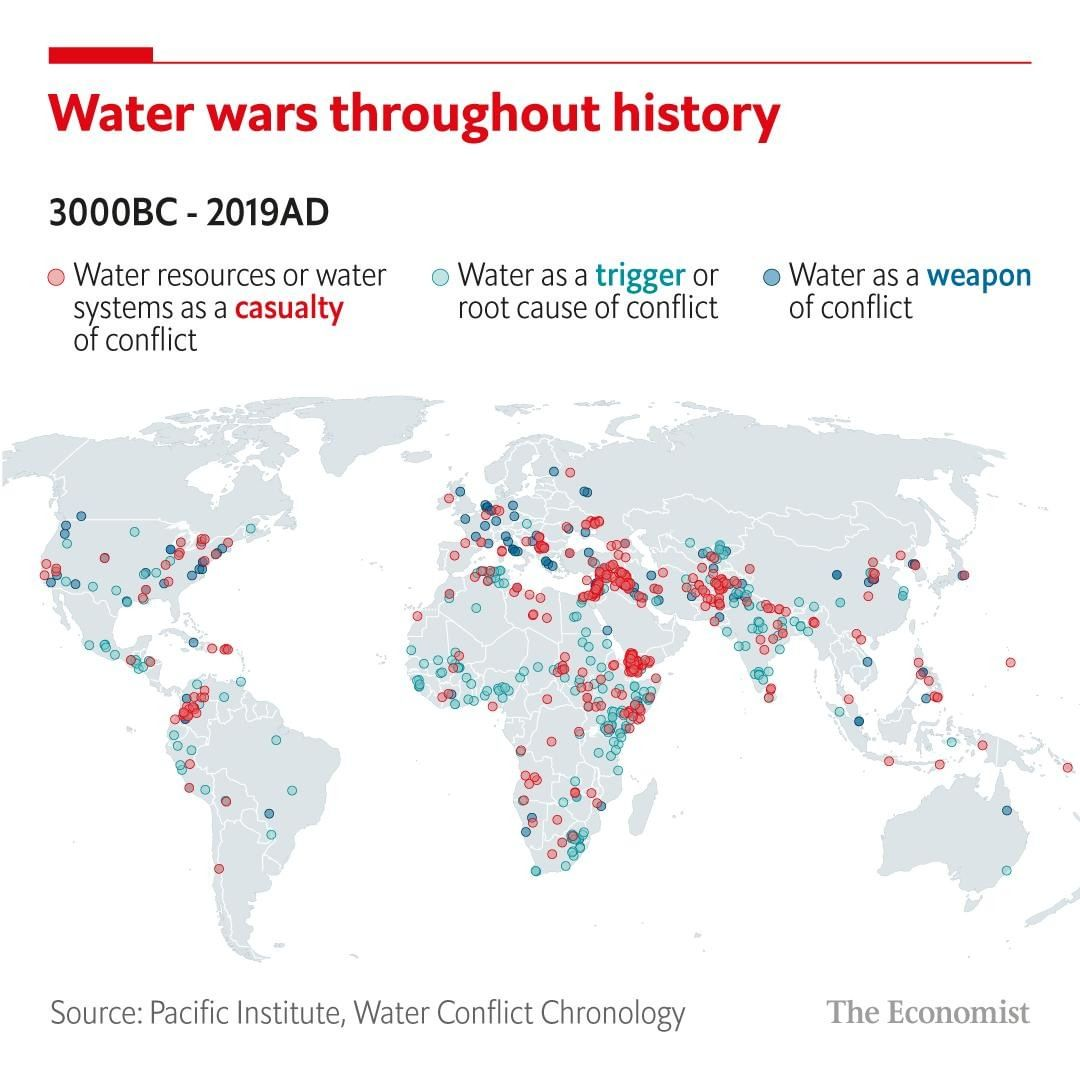 Water wars throughout history
3000BC - 2019AD
Water resources or water
systems as a casualty
of conflict
Water as a trigger or
root cause of conflict
Water as a weapon
of conflict
Source: Pacific Institute, Water Conflict Chronology
The Economist